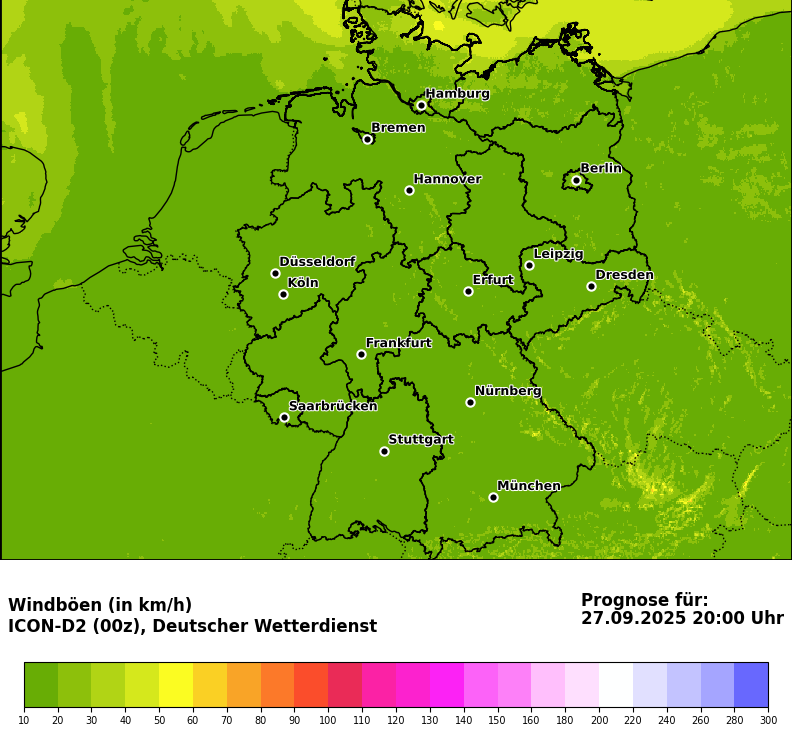 Hamburg
Bremen
Berlin
Hannover
Leipzig
Düsseldorf
Dresden
Köln
Erfurt
Frankfurt
Nürnberg
Saarbrücken
Stuttgart
München
Windböen (in km/h)
ICON-D2 (00z), Deutscher Wetterdienst
Prognose für:
27.09.2025 20:00 Uhr
10 20 30 40 50 60 70 80 90 100 110 120 130 140 150 160 180 200 220 240 260 280 300